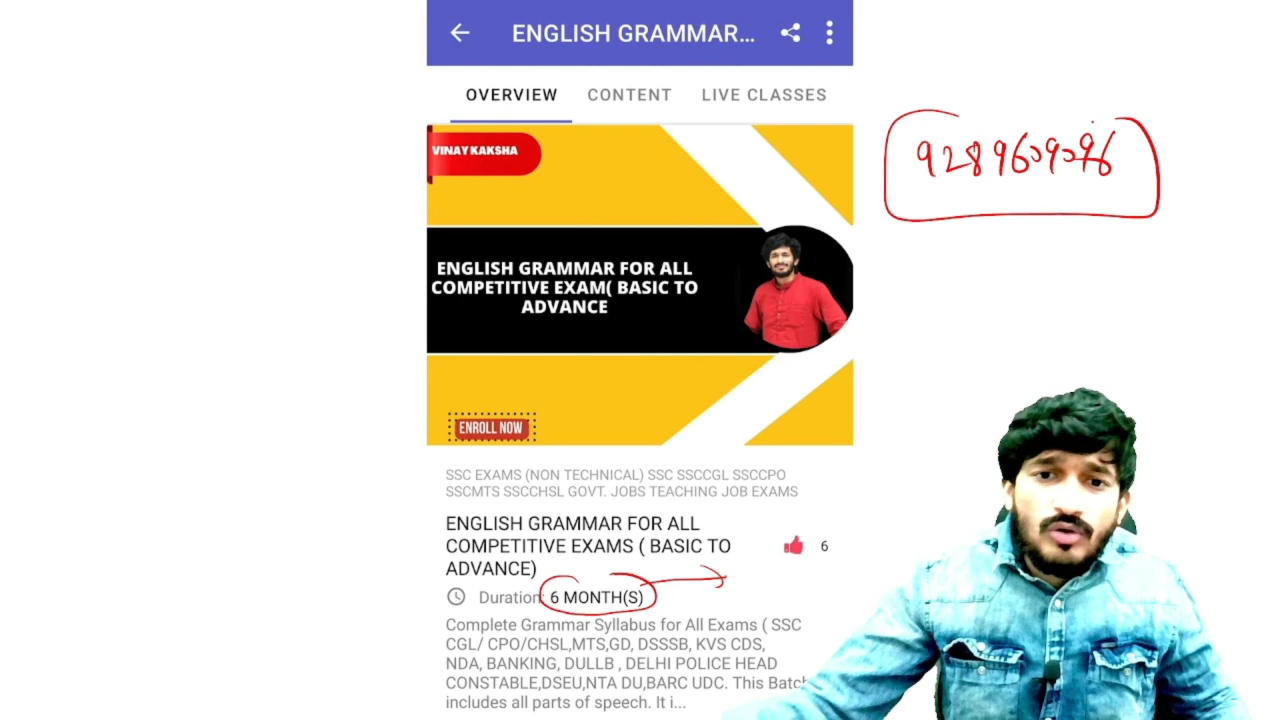 ENGLISH GRAMMAR...
OVERVIEW CONTENT LIVE CLASSES
VINAY KAKSHA
ENGLISH GRAMMAR FOR ALL
COMPETITIVE EXAM( BASIC TO
ADVANCE
ENROLL NOW
SSC EXAMS (NON TECHNICAL) SSC SSCCGL SSCCPO
SSCMTS SSCCHSL GOVT. JOBS TEACHING JOB EXAMS
ENGLISH GRAMMAR FOR ALL
COMPETITIVE EXAMS ( BASIC TO
ADVANCE)
6
Duration: 6 MONTH(S)
Complete Grammar Syllabus for All Exams ( SSC
CGL/ CPO/CHSL,MTS,GD, DSSSB, KVS CDS,
NDA, BANKING, DULLB , DELHI POLICE HEAD
CONSTABLE,DSEU,NTA DU,BARC UDC. This Batch
includes all parts of speech. It i...
9289609096